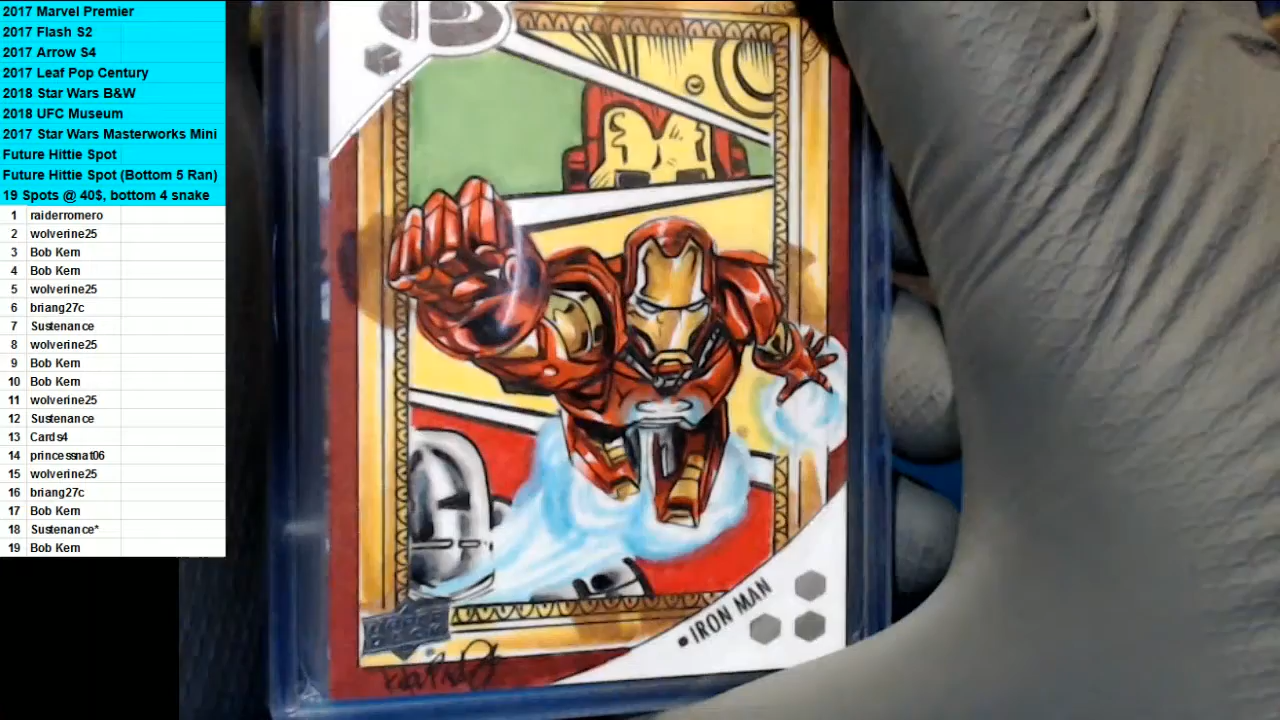 2017 Marvel Premier
2017 Flash S2
2017 Arrow S4
2017 Leaf Pop Century
2018 Star Wars B&W
2018 UFC Museum
2017 Star Wars Masterworks Mini
Future Hittie Spot
Future Hittie Spot (Bottom 5 Ran)
19 Spots @ 40$, bottom 4 snake
1 raiderromero
2 wolverine25
3 Bob Kem
4 Bob Kem
5 wolverine25
6 briang27c
7 Sustenance
8 wolverine25
9 Bob Kem
10 Bob Kem
11 wolverine25
12 Sustenance
13 Cards4
14 princessnat06
15 wolverine25
16 briang27c
17 Bob Kem
18 Sustenance*
19 Bob Kem
• IRON MAN